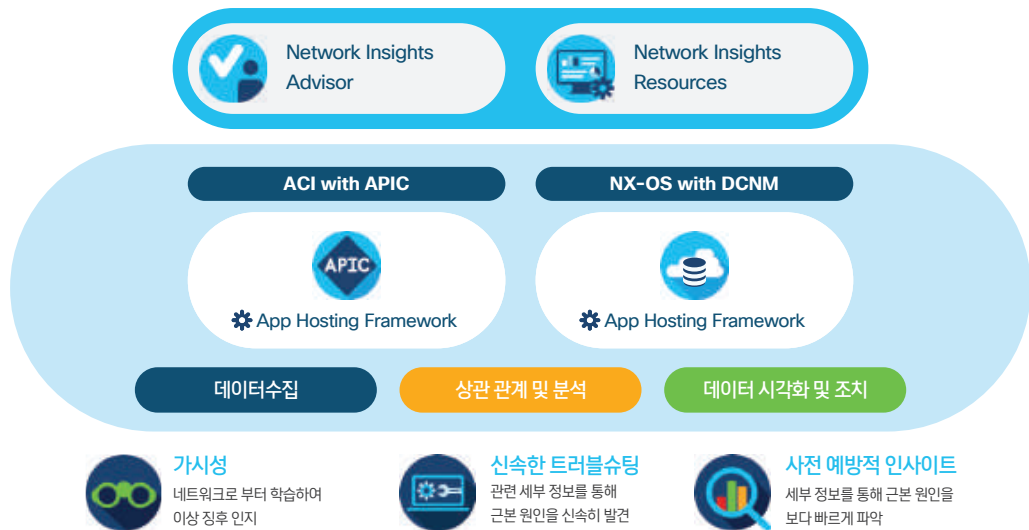 Network Insights
Advisor
Network Insights
Resources
ACI with APIC
NX-OS with DCNM
APIC
App Hosting Framework
App Hosting Framework
데이터수집
상관 관계 및 분석
데이터 시각화 및 조치
가시성
네트워크로 부터 학습하여
이상 징후 인지
신속한 트러블슈팅
관련 세부 정보를 통해
근본 원인을 신속히 발견
사전 예방적 인사이트
세부 정보를 통해 근본 원인을
보다 빠르게 파악